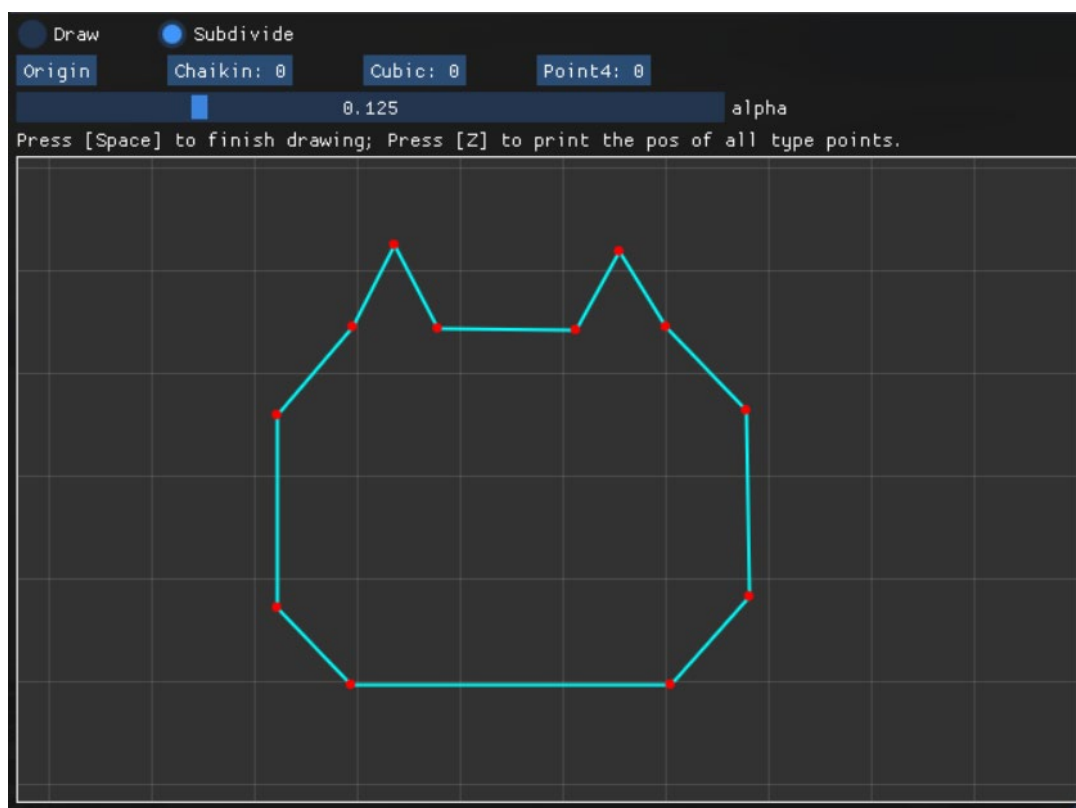 Draw Subdivide
Origin Chaikin: 0 Cubic: 0 Point4: 0
0.125 alpha
Press [Space] to finish drawing; Press [Z] to print the pos of all type points.